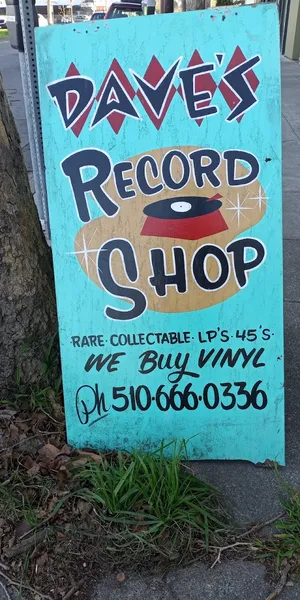 DAVE'S
RECORD
SHOP
RARE · COLLECTABLE · LP'S · 45'S ·
WE BUY VINYL
Ph 510·666·0336